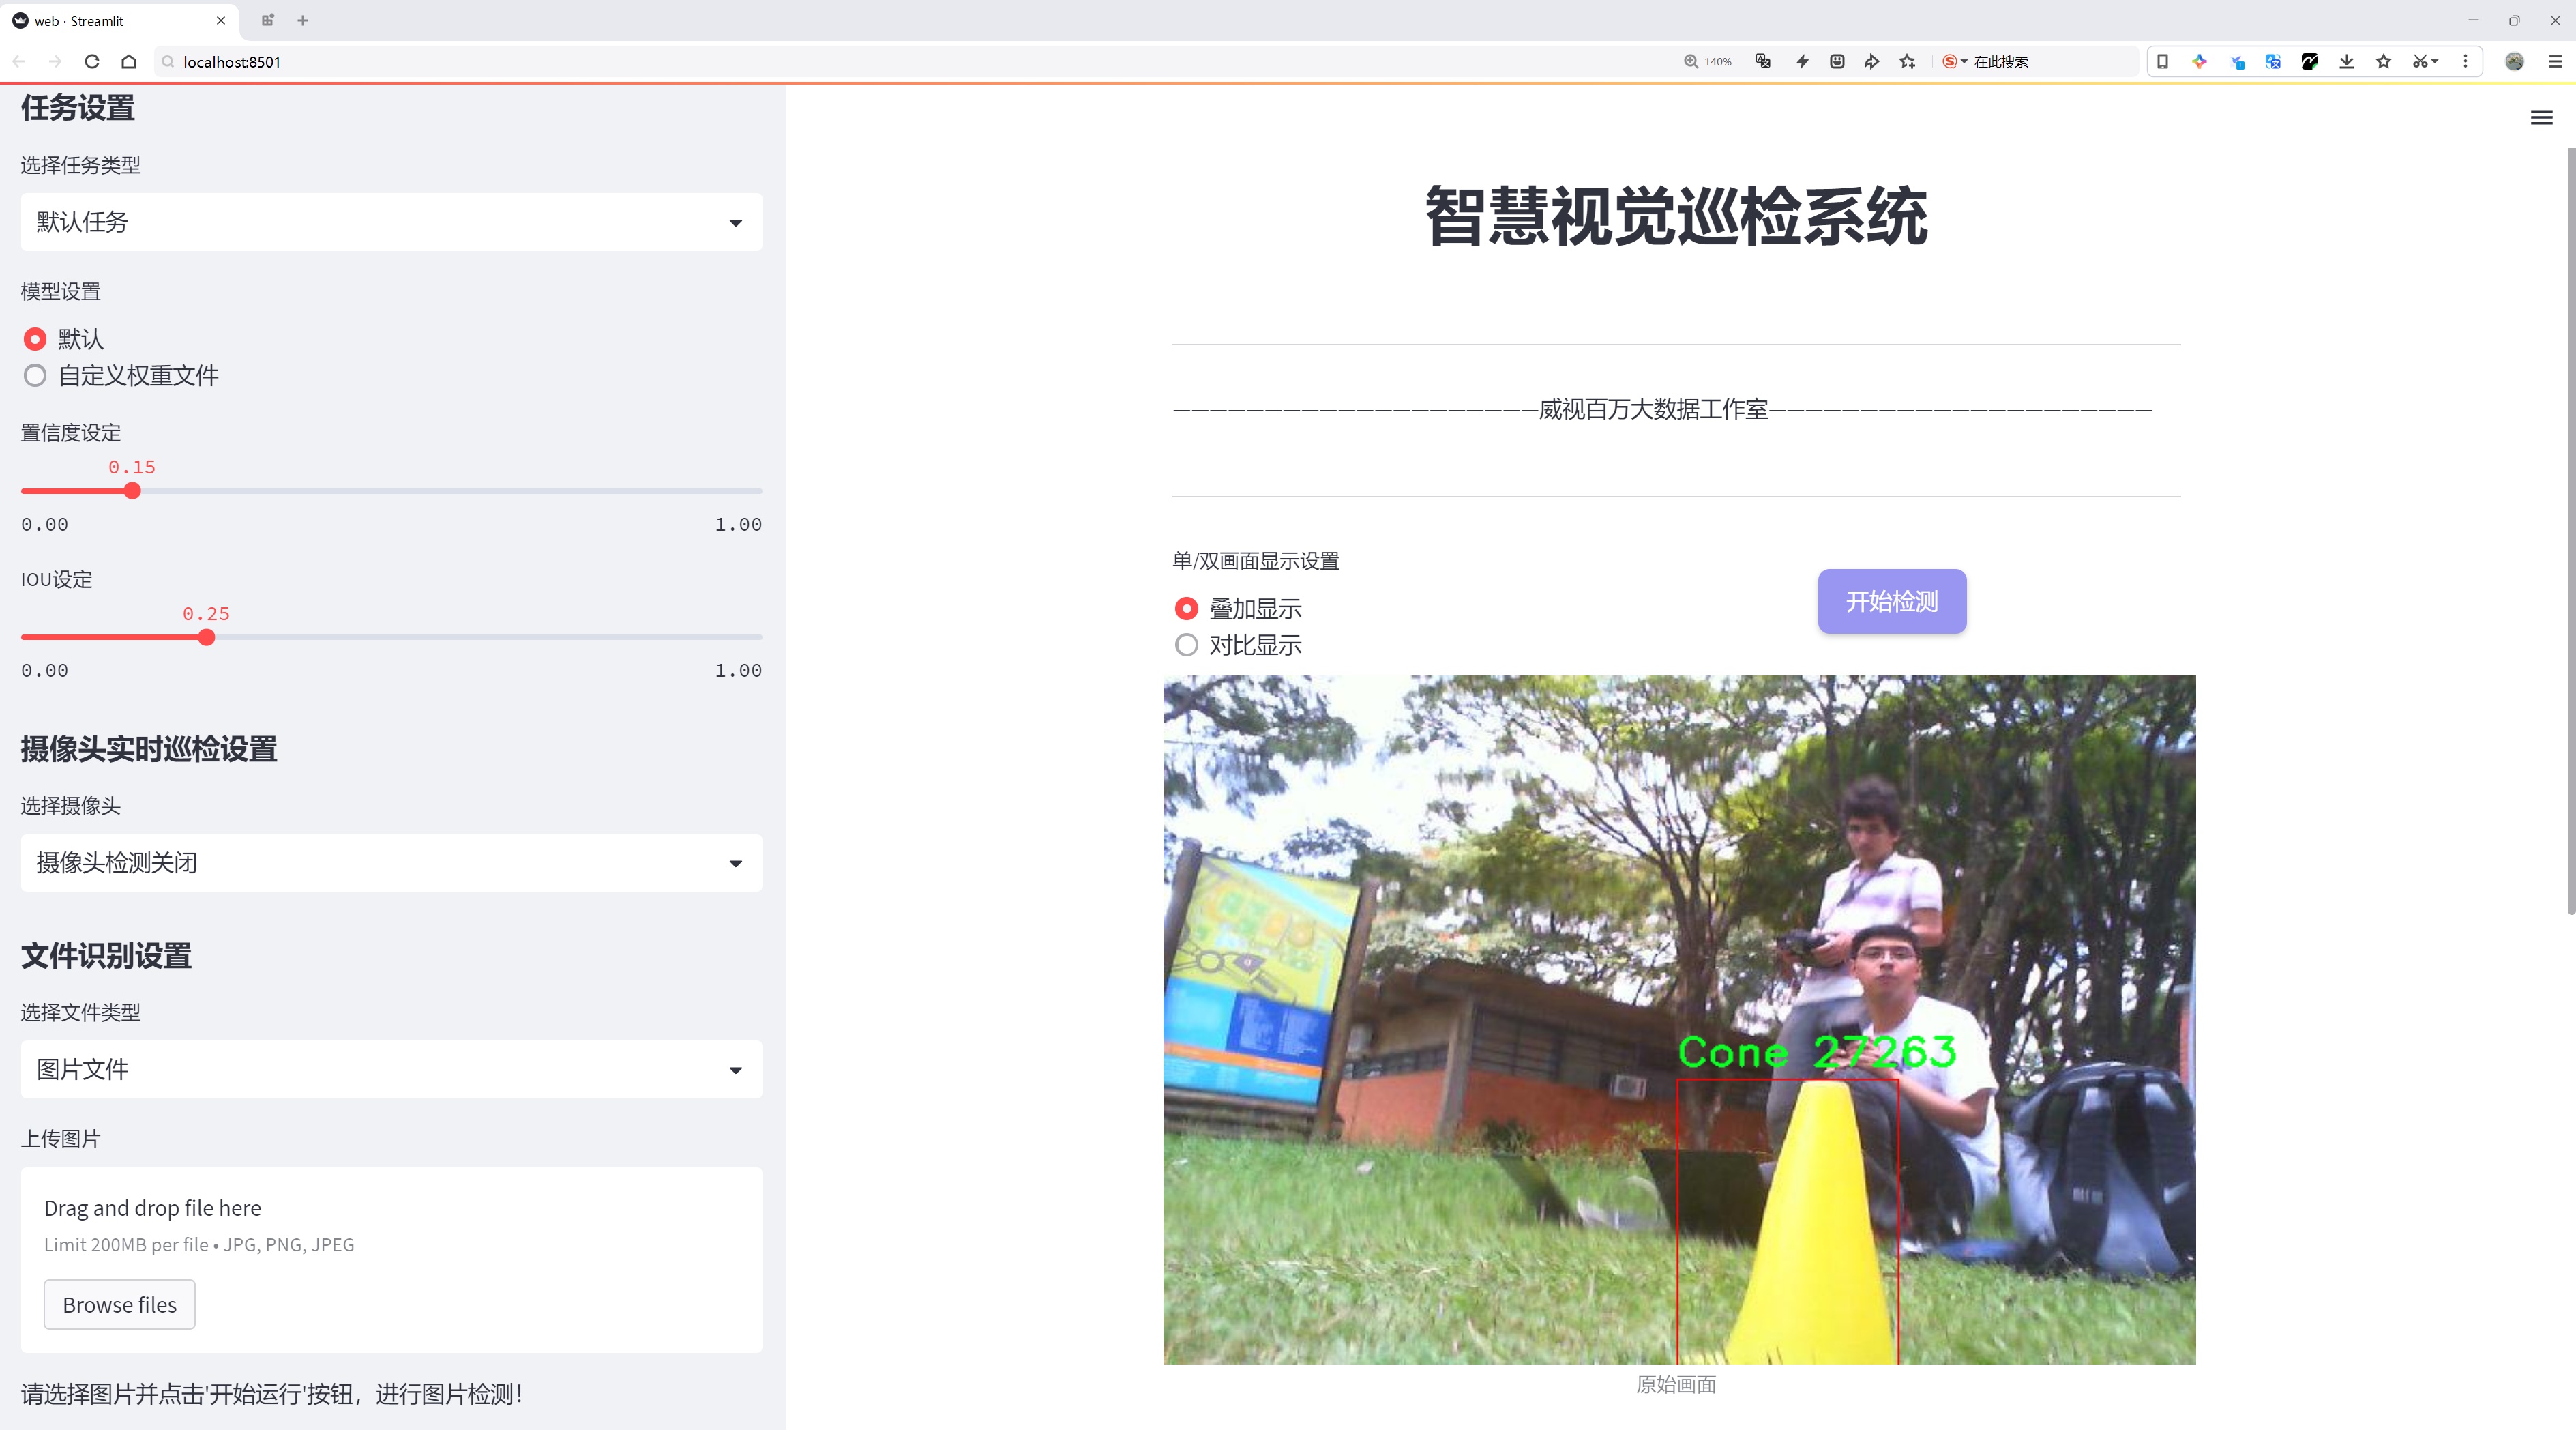 web · Streamlit
localhost:8501
140%
在此搜索
任务设置
选择任务类型
默认任务
模型设置
默认
自定义权重文件
置信度设定
0.15
0.00 1.00
IOU设定
0.25
0.00 1.00
摄像头实时巡检设置
选择摄像头
摄像头检测关闭
文件识别设置
选择文件类型
图片文件
上传图片
Drag and drop file here
Limit 200MB per file • JPG, PNG, JPEG
Browse files
请选择图片并点击'开始运行'按钮，进行图片检测！
智慧视觉巡检系统
————————————————————威视百万大数据工作室—————————————————————
单/双画面显示设置
叠加显示
对比显示
开始检测
Cone 27263
原始画面